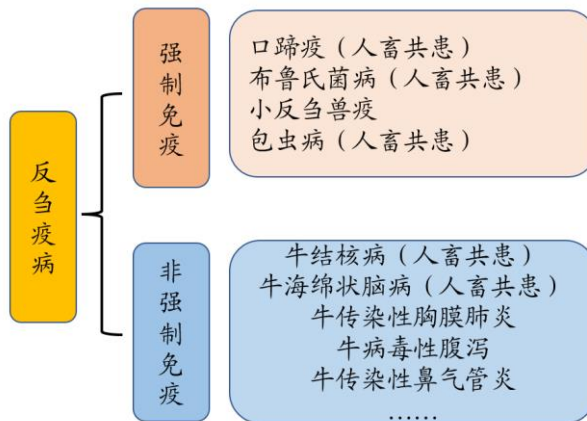 反刍疫病
强制免疫
口蹄疫（人畜共患）
布鲁氏菌病（人畜共患）
小反刍兽疫
包虫病（人畜共患）
非强制免疫
牛结核病（人畜共患）
牛海绵状脑病（人畜共患）
牛传染性胸膜肺炎
牛病毒性腹泻
牛传染性鼻气管炎
……